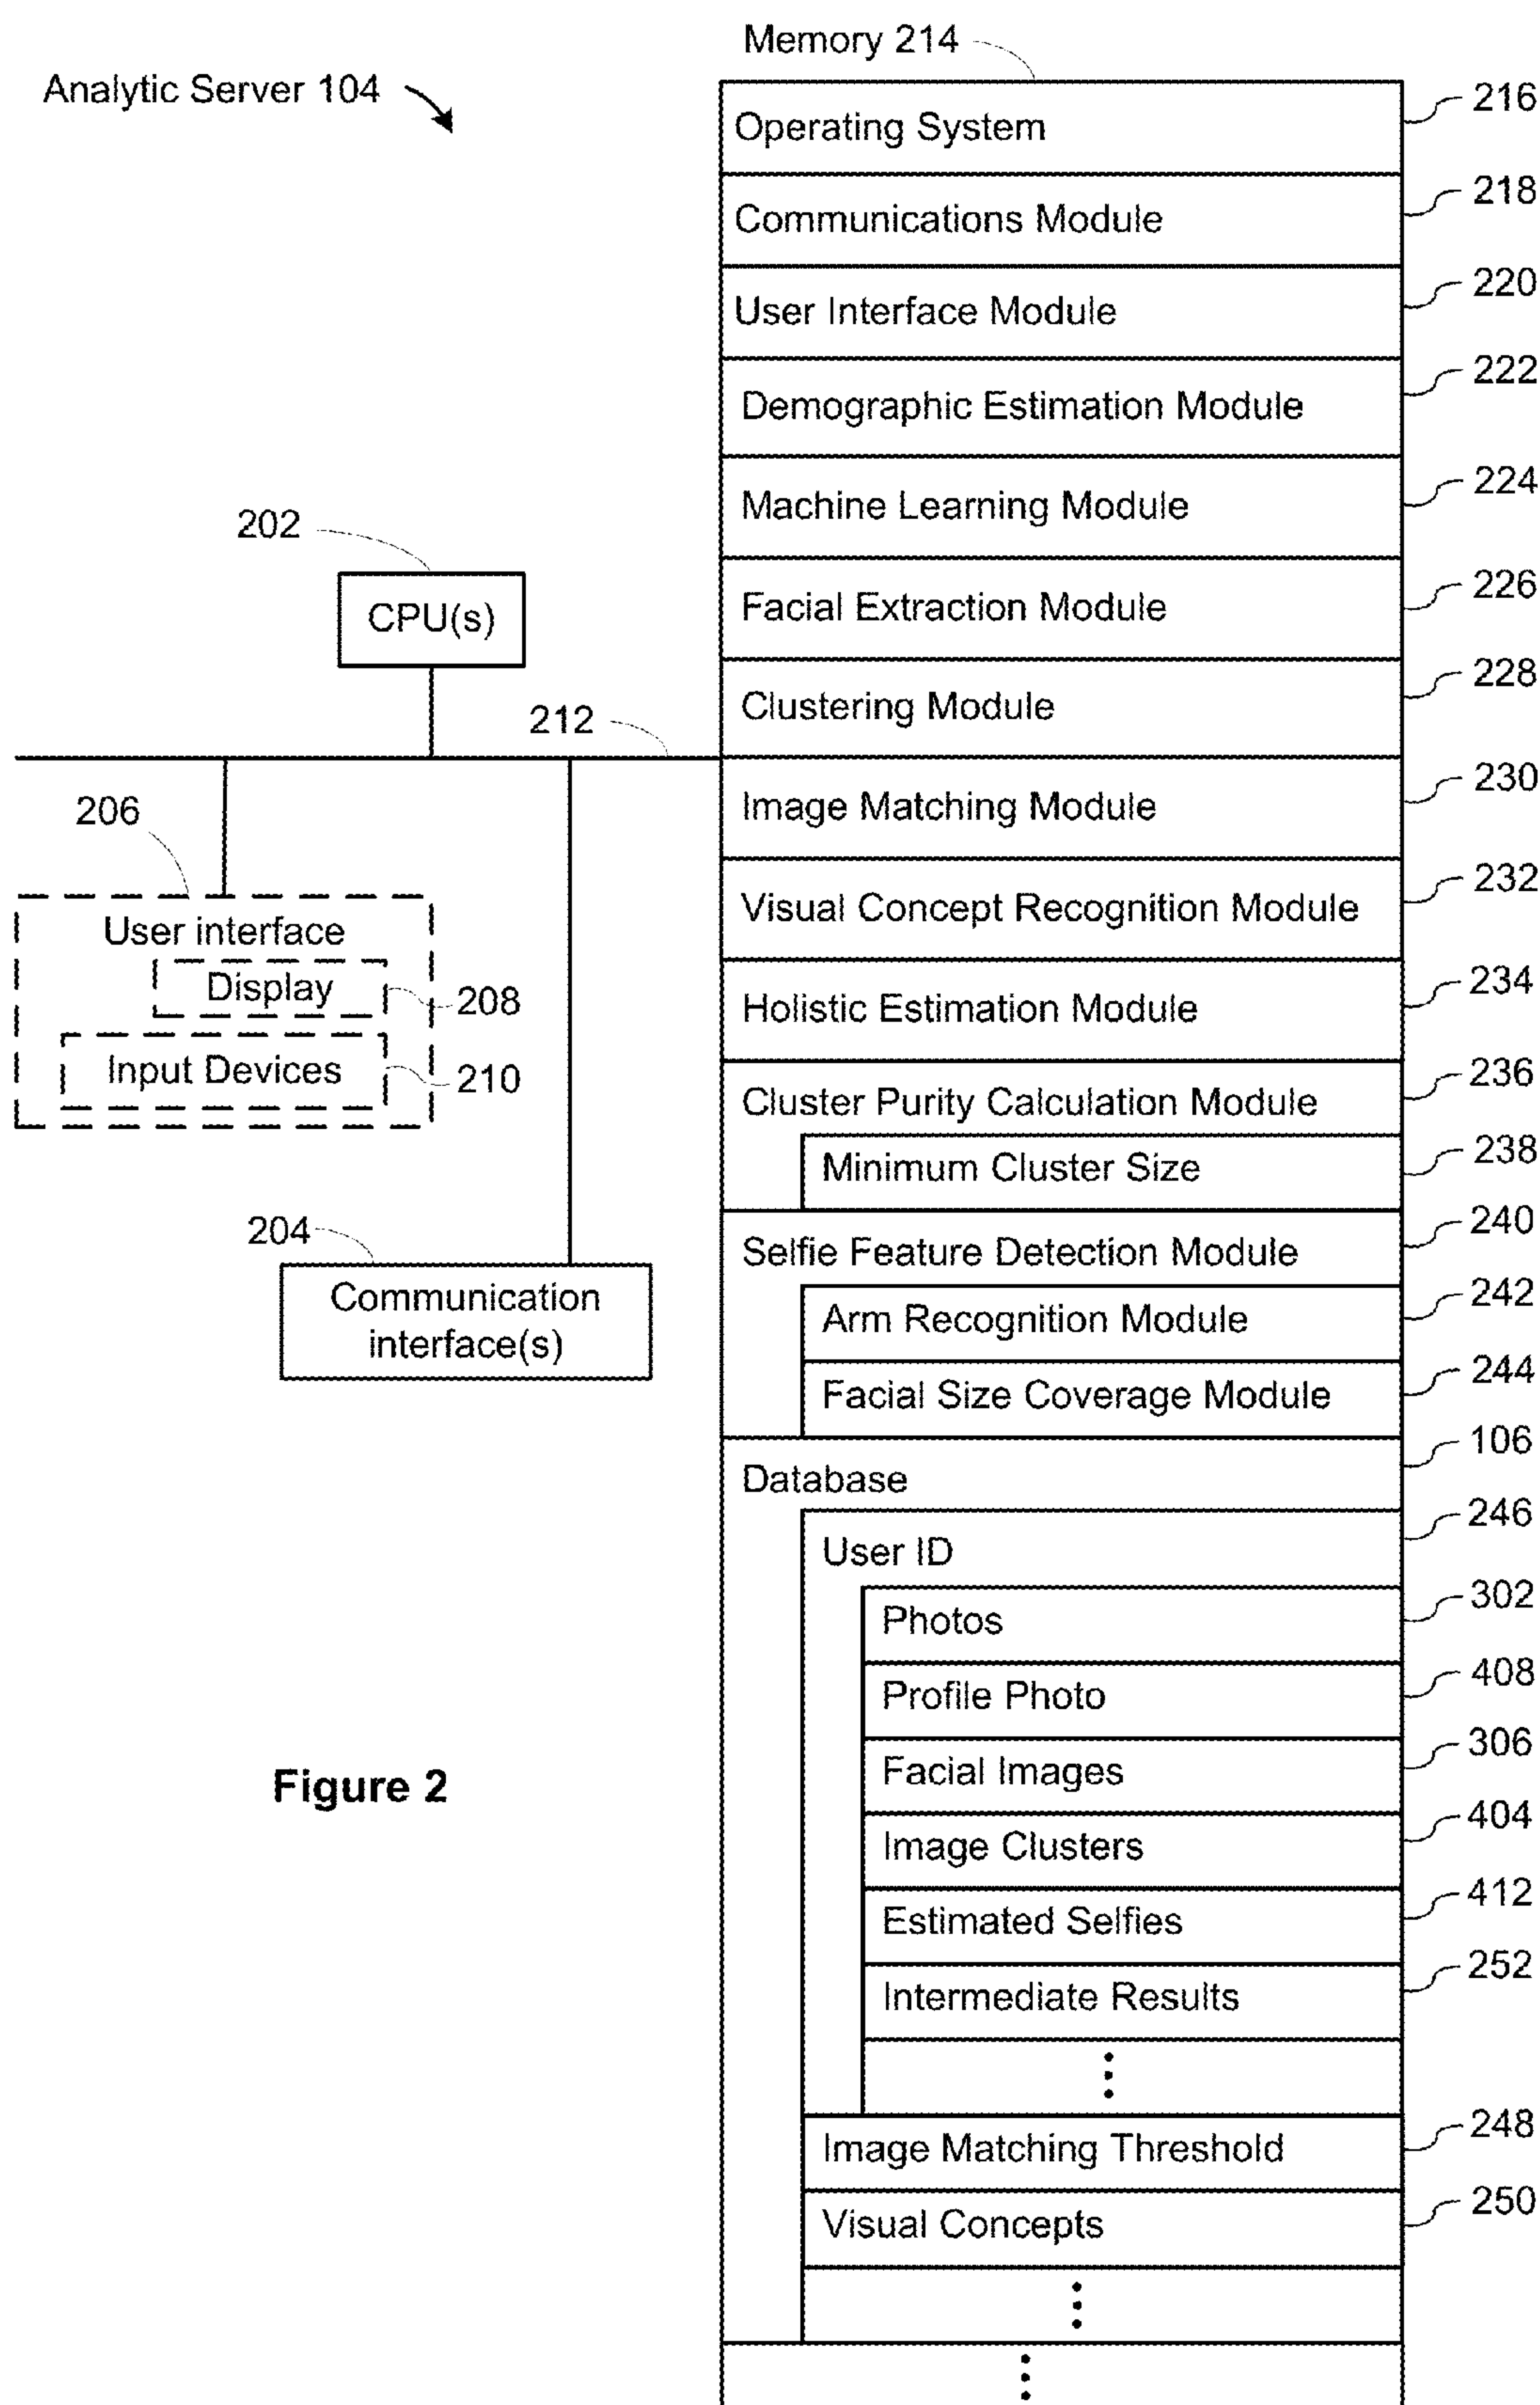 Memory 214
Analytic Server 104
Operating System
216
Communications Module
218
User Interface Module
220
Demographic Estimation Module
222
Machine Learning Module
224
Facial Extraction Module
226
Clustering Module
228
Image Matching Module
230
Visual Concept Recognition Module
232
Holistic Estimation Module
234
Cluster Purity Calculation Module
236
Minimum Cluster Size
238
Selfie Feature Detection Module
240
Arm Recognition Module
242
Facial Size Coverage Module
244
Database
106
User ID
246
Photos
302
Profile Photo
408
Facial Images
306
Image Clusters
404
Estimated Selfies
412
Intermediate Results
252
Image Matching Threshold
248
Visual Concepts
250
202
CPU(s)
212
206
User interface
Display
208
Input Devices
210
204
Communication
interface(s)
Figure 2